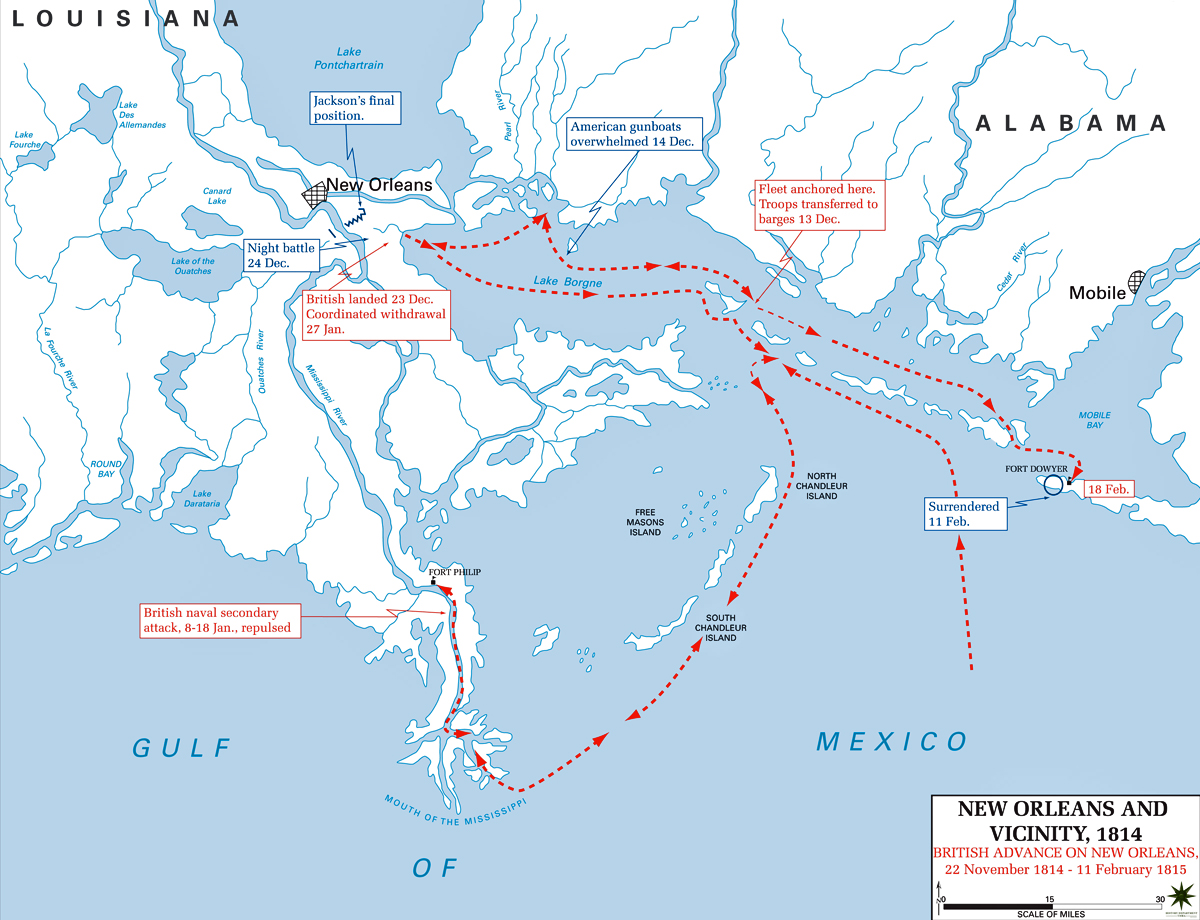 LOUISIANA
Lake
Pontchartrain
Jackson's final
position.
Lake
Des
Allemandes
Pearl River
American gunboats
overwhelmed 14 Dec.
ALABAMA
Lake
Fourche
New Orleans
Canard
Lake
Fleet anchored here.
Troops transferred to
barges 13 Dec.
Night battle
24 Dec.
Lake of the
Ouatches
Cedar River
Lake Borgne
Mobile
British landed 23 Dec.
Coordinated withdrawal
27 Jan.
La Fourche River
Ouatches River
Mississippi River
MOBILE
BAY
ROUND
BAY
FORT DOWYER
18 Feb.
NORTH
CHANDLEUR
ISLAND
Lake
Darataria
FREE
MASONS
ISLAND
Surrendered
11 Feb.
FORT PHILIP
British naval secondary
attack, 8-18 Jan., repulsed
SOUTH
CHANDLEUR
ISLAND
GULF
MEXICO
MOUTH OF THE MISSISSIPPI
OF
NEW ORLEANS AND
VICINITY, 1814
BRITISH ADVANCE ON NEW ORLEANS,
22 November 1814 - 11 February 1815
0 15 30
SCALE OF MILES